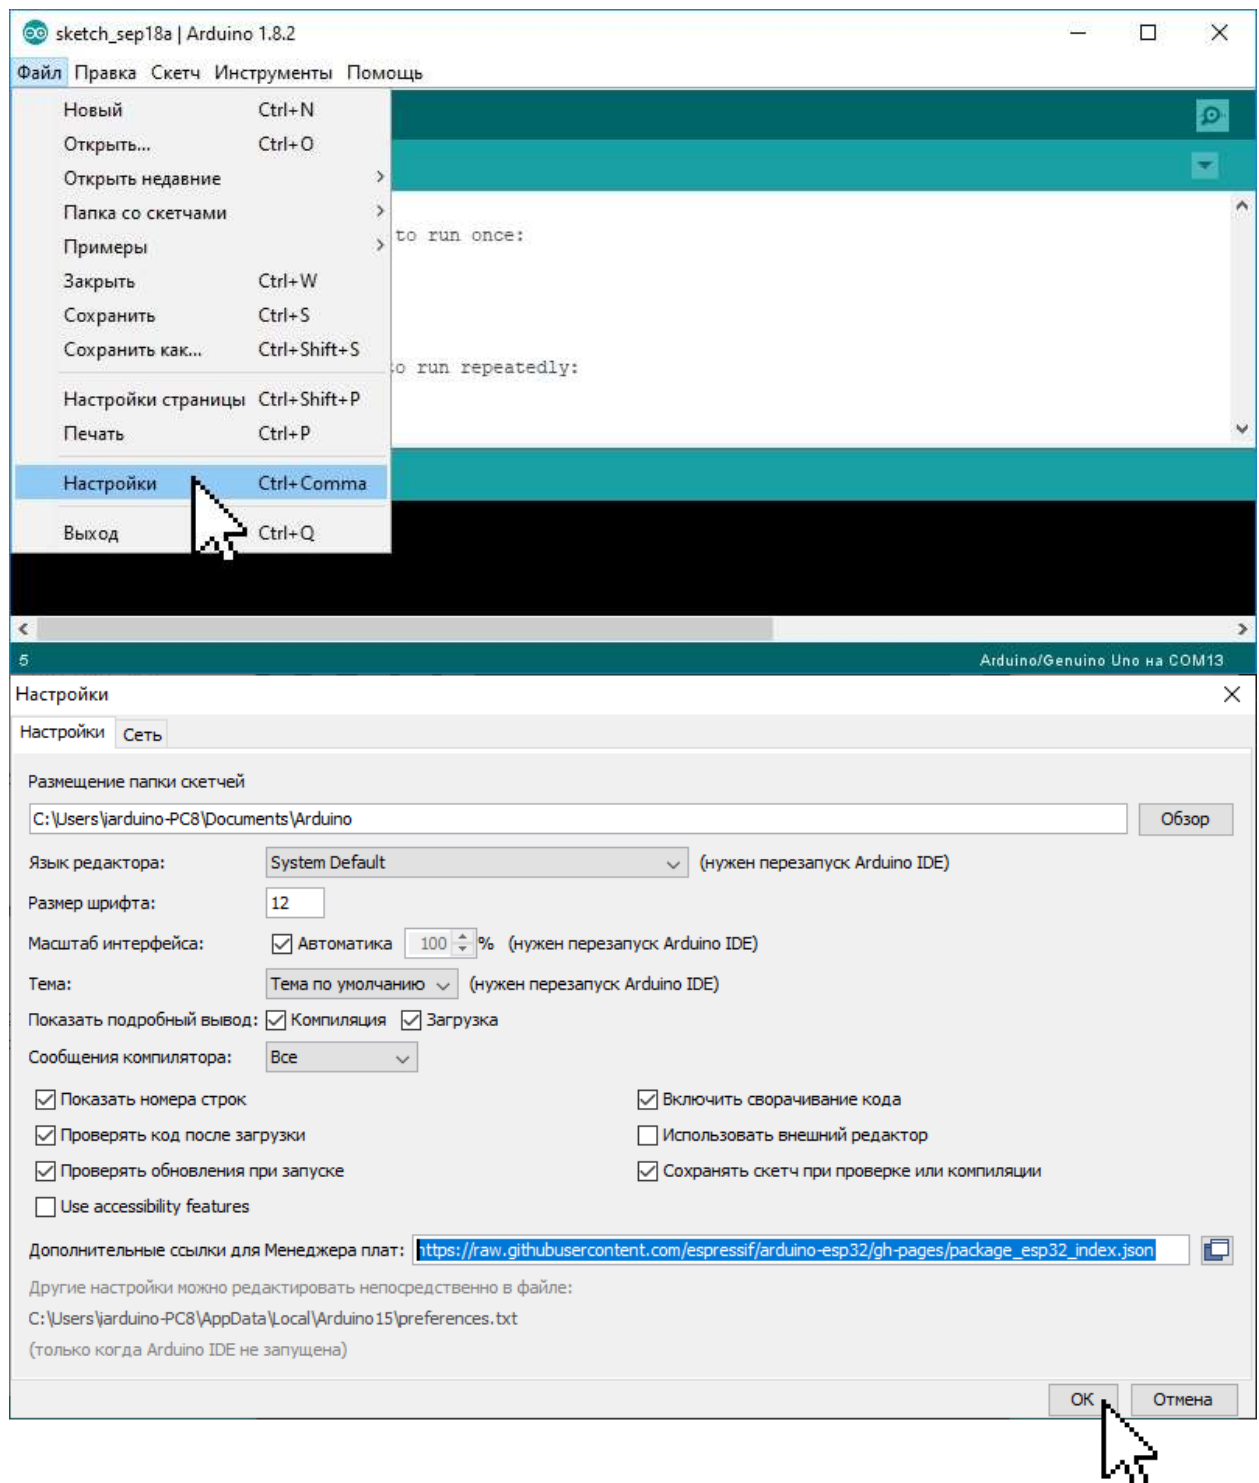 sketch_sep18a | Arduino 1.8.2
Файл Правка Скетч Инструменты Помощь
Новый Ctrl+N
Открыть... Ctrl+O
Открыть недавние
Папка со скетчами
Примеры
to run once:
Закрыть Ctrl+W
Сохранить Ctrl+S
Сохранить как... Ctrl+Shift+S
o run repeatedly:
Настройки страницы Ctrl+Shift+P
Печать Ctrl+P
Настройки Ctrl+Comma
Выход Ctrl+Q
5 Arduino/Genuino Uno на COM13
Настройки
Настройки Сеть
Размещение папки скетчей
C:\Users\iarduino-PC8\Documents\Arduino Обзор
Язык редактора: System Default (нужен перезапуск Arduino IDE)
Размер шрифта: 12
Масштаб интерфейса: Автоматика 100 % (нужен перезапуск Arduino IDE)
Тема: Тема по умолчанию (нужен перезапуск Arduino IDE)
Показать подробный вывод: Компиляция Загрузка
Сообщения компилятора: Все
Показать номера строк Включить сворачивание кода
Проверять код после загрузки Использовать внешний редактор
Проверять обновления при запуске Сохранять скетч при проверке или компиляции
Use accessibility features
Дополнительные ссылки для Менеджера плат: https://raw.githubusercontent.com/espressif/arduino-esp32/gh-pages/package_esp32_index.json
Другие настройки можно редактировать непосредственно в файле:
C:\Users\iarduino-PC8\AppData\Local\Arduino15\preferences.txt
(только когда Arduino IDE не запущена)
OK Отмена